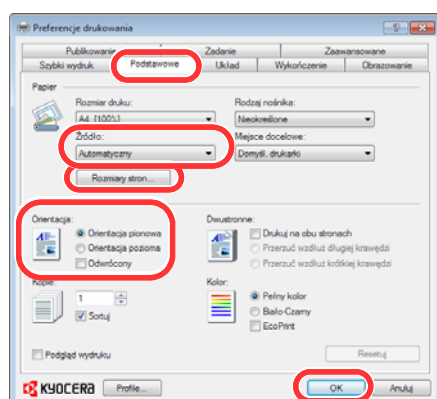 Preferencje drukowania
Publikowanie Zadanie Zaawansowane
Szybki wydruk Podstawowe Układ Wykończenie Obrazowanie
Papier
Rozmiar druku: Rodzaj nośnika:
A4 [100%] Nieokreślone
Źródło: Miejsce docelowe:
Automatyczny Domyśl. drukarki
Rozmiary stron...
Orientacja: Dwustronne:
Orientacja pionowa Drukuj na obu stronach
Orientacja pozioma Przerzuć wzdłuż długiej krawędzi
Odwrócony Przerzuć wzdłuż krótkiej krawędzi
Kopie: Kolor:
1 Pełny kolor
Sortuj Biało-Czarny
EcoPrint
Podgląd wydruku Resetuj
KYOCERA Profile... OK Anuluj